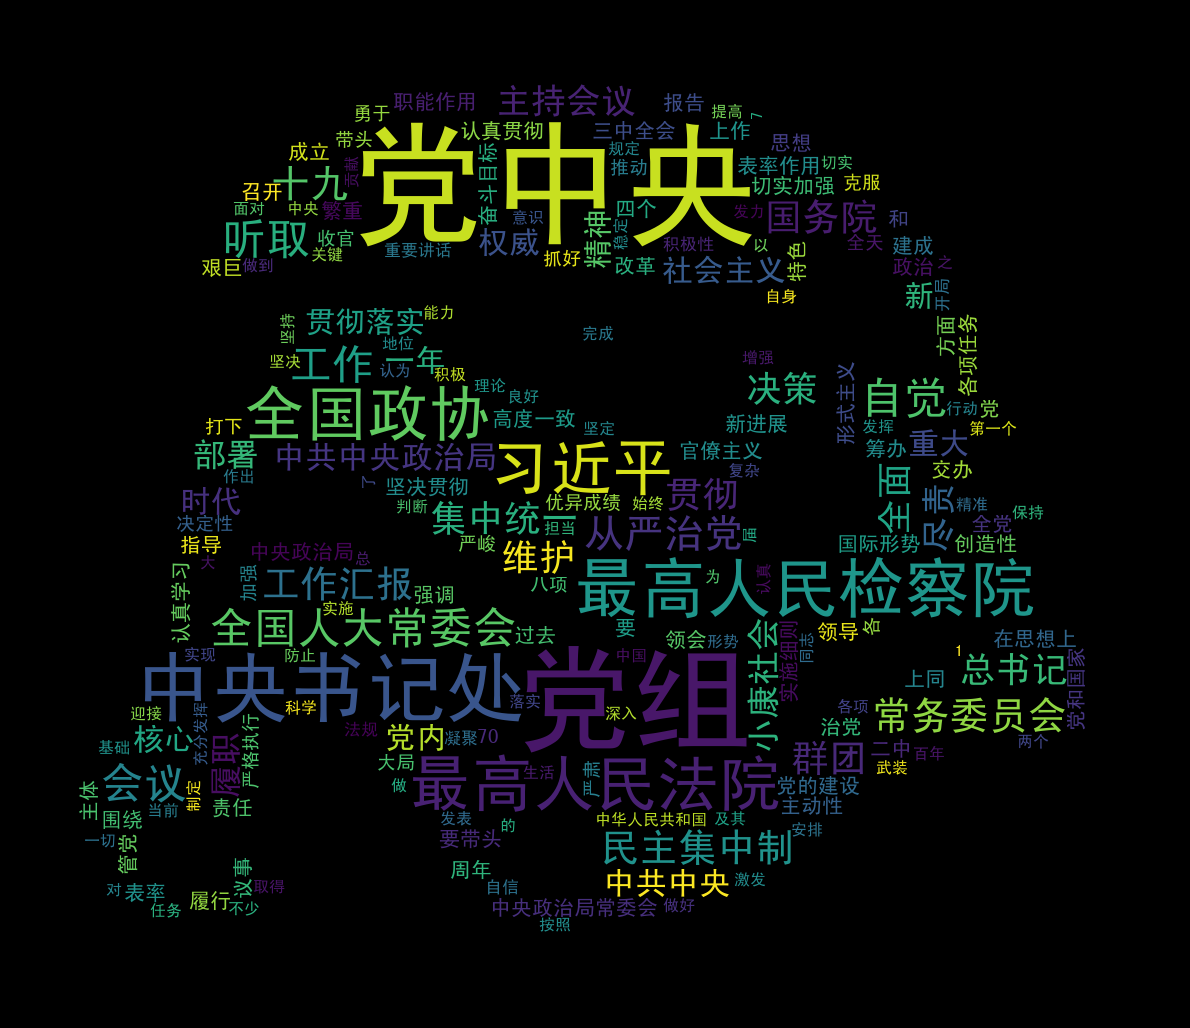 职能作用
主持会议
报告
提高
7
勇于
认真贯彻
三中全会
上作
思想
带头
规定
成立
党中央
推动
表率作用
切实
贡献
奋斗目标
切实加强
克服
召开
十九
面对
中央
繁重
意识
四个
发力
国务院
和
听取
收官
权威
精神
稳定
积极性
以
全天
建成
关键
重要讲话
抓好
改革
社会主义
特色
政治
之
艰巨
做到
自身
新
开局
坚持
贯彻落实
能力
完成
方面
各项任务
地位
坚决
工作
一年
认为
积极
增强
理论
良好
决策
形式主义
自觉
行动
党
全国政协
高度一致
坚定
新进展
发挥
第一个
打下
部署
中共中央政治局
习近平
官僚主义
筹办
重大
作出
了
复杂
交办
时代
坚决贯彻
优异成绩
始终
贯彻
全面
尽责
精准
保持
判断
集中统一
担当
从严治党
决定性
全党
指导
中央政治局
总
严峻
维护
届
国际形势
创造性
大
加强
工作汇报
强调
八项
为
认真
最高人民检察院
认真学习
实施
全国人大常委会
过去
要
领会
形势
小康社会
实施细则
同志
领导
各
在思想上
实现
防止
中国
1
中央书记处
党组
上同
总书记
党和国家
迎接
科学
落实
深入
各项
常务委员会
核心
充分发挥
履职
严格执行
法规
党内
凝聚
70
治党
基础
群团
二中
百年
两个
会议
大局
最高人民法院
生活
严肃
武装
主体
当前
制定
责任
做
党的建设
主动性
围绕
发表
的
中华人民共和国
及其
安排
一切
管党
要带头
民主集中制
议事
周年
对
表率
取得
自信
中共中央
激发
任务
履行
不少
中央政治局常委会
做好
按照